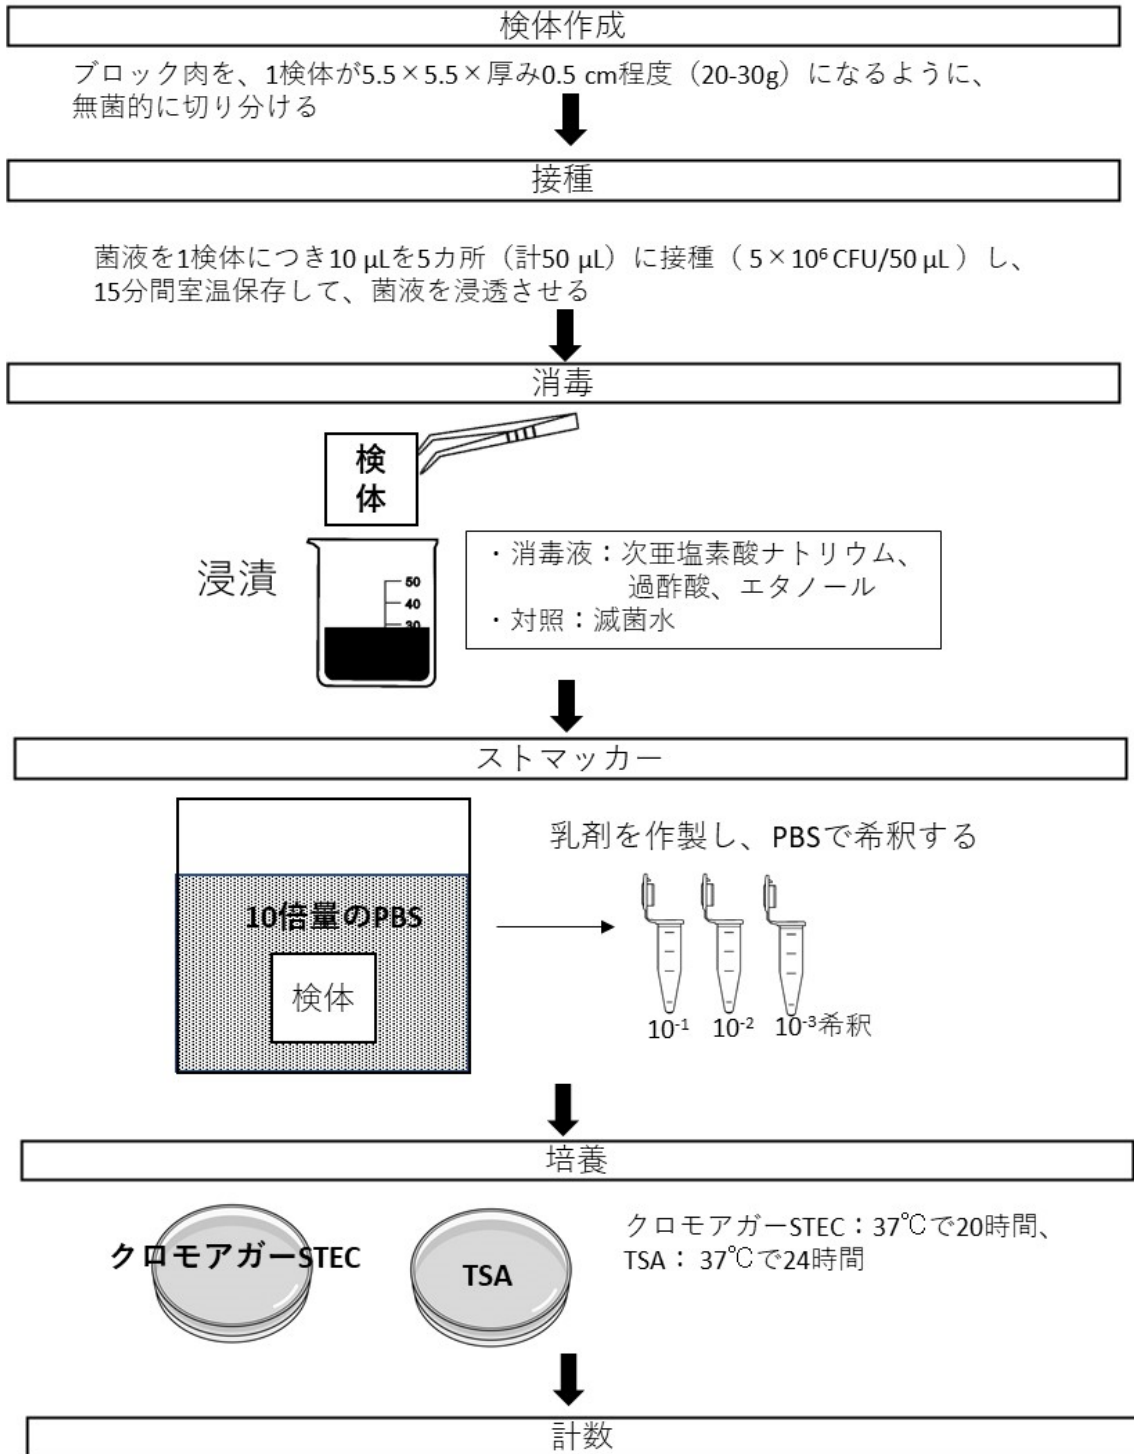 検体作成
ブロック肉を、1検体が5.5×5.5×厚み0.5 cm程度（20-30g）になるように、
無菌的に切り分ける
接種
菌液を1検体につき10 µLを5カ所（計50 µL）に接種（ 5×10⁶ CFU/50 µL ）し、
15分間室温保存して、菌液を浸透させる
消毒
検
体
浸漬
50
40
30
・消毒液：次亜塩素酸ナトリウム、
過酢酸、エタノール
・対照：滅菌水
ストマッカー
乳剤を作製し、PBSで希釈する
10倍量のPBS
検体
10⁻¹ 10⁻² 10⁻³希釈
培養
クロモアガーSTEC
TSA
クロモアガーSTEC：37℃で20時間、
TSA： 37℃で24時間
計数